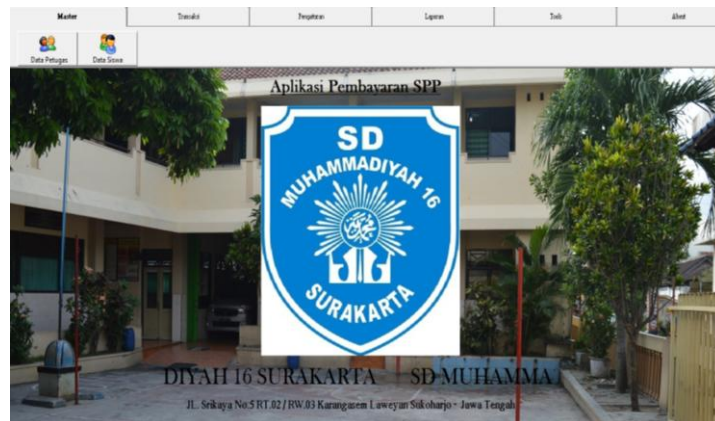 Master Transaksi Pengaturan Laporan Tools About
Data Petugas Data Siswa
Aplikasi Pembayaran SPP
SD
MUHAMMADIYAH 16
SURAKARTA
DIYAH 16 SURAKARTA SD MUHAMMA
JL. Srikaya No.5 RT.02 / RW.03 Karangasem Laweyan Sukoharjo - Jawa Tengah